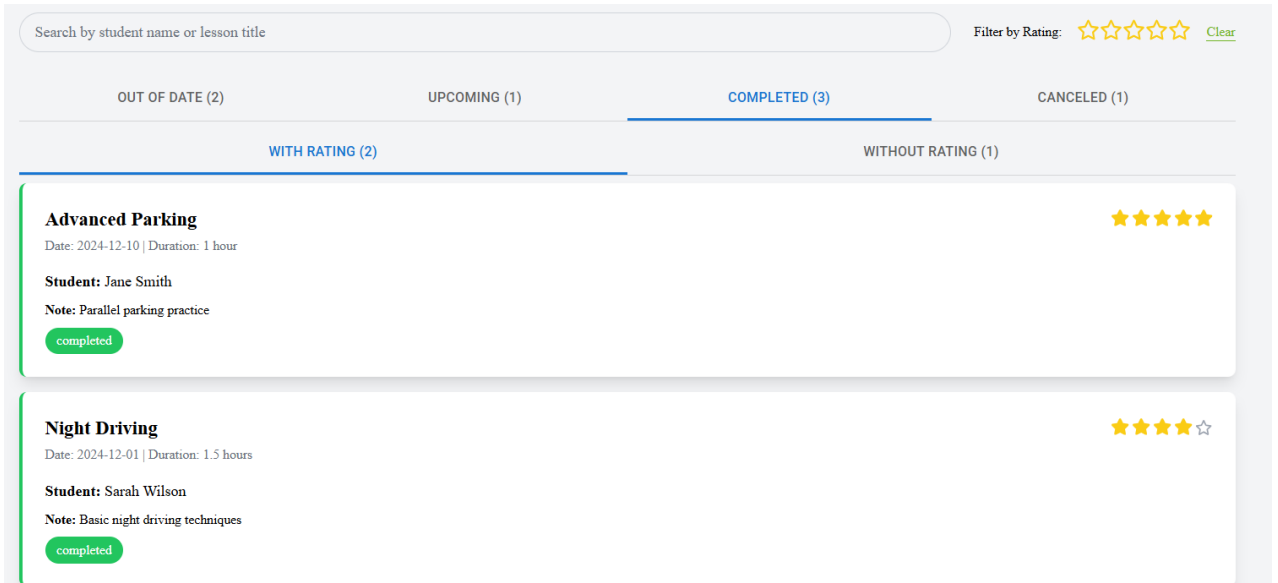 Search by student name or lesson title
Filter by Rating:
Clear
OUT OF DATE (2)
UPCOMING (1)
COMPLETED (3)
CANCELED (1)
WITH RATING (2)
WITHOUT RATING (1)
Advanced Parking
Date: 2024-12-10 | Duration: 1 hour
Student: Jane Smith
Note: Parallel parking practice
completed
Night Driving
Date: 2024-12-01 | Duration: 1.5 hours
Student: Sarah Wilson
Note: Basic night driving techniques
completed